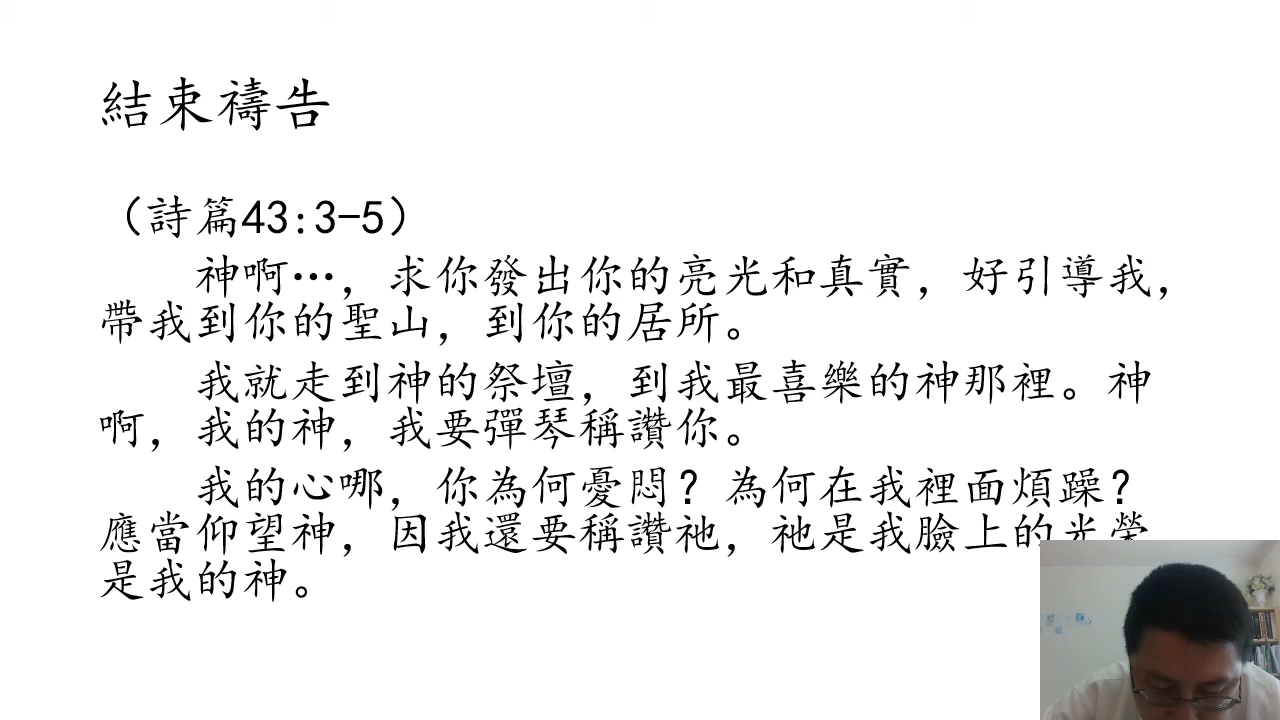 結束禱告
（詩篇43:3-5）
神啊…，求你發出你的亮光和真實，好引導我，
帶我到你的聖山，到你的居所。
我就走到神的祭壇，到我最喜樂的神那裡。神
啊，我的神，我要彈琴稱讚你。
我的心哪，你為何憂悶？為何在我裡面煩躁？
應當仰望神，因我還要稱讚祂，祂是我臉上的光榮
是我的神。